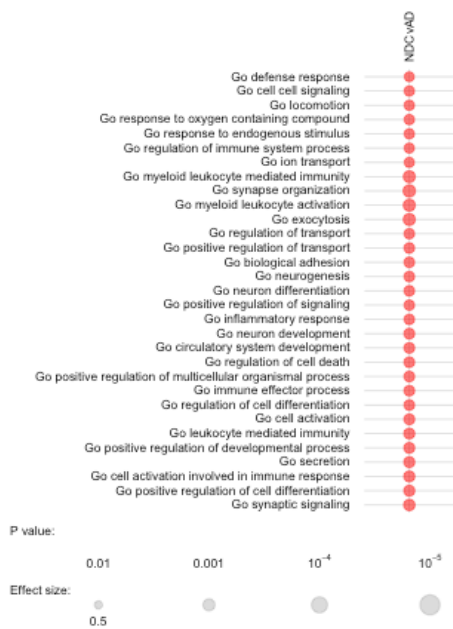 NDC vAD
Go defense response
Go cell cell signaling
Go locomotion
Go response to oxygen containing compound
Go response to endogenous stimulus
Go regulation of immune system process
Go ion transport
Go myeloid leukocyte mediated immunity
Go synapse organization
Go myeloid leukocyte activation
Go exocytosis
Go regulation of transport
Go positive regulation of transport
Go biological adhesion
Go neurogenesis
Go neuron differentiation
Go positive regulation of signaling
Go inflammatory response
Go neuron development
Go circulatory system development
Go regulation of cell death
Go positive regulation of multicellular organismal process
Go immune effector process
Go regulation of cell differentiation
Go cell activation
Go leukocyte mediated immunity
Go positive regulation of developmental process
Go secretion
Go cell activation involved in immune response
Go positive regulation of cell differentiation
Go synaptic signaling
P value:
0.01 0.001 10⁻⁴ 10⁻⁵
Effect size:
0.5